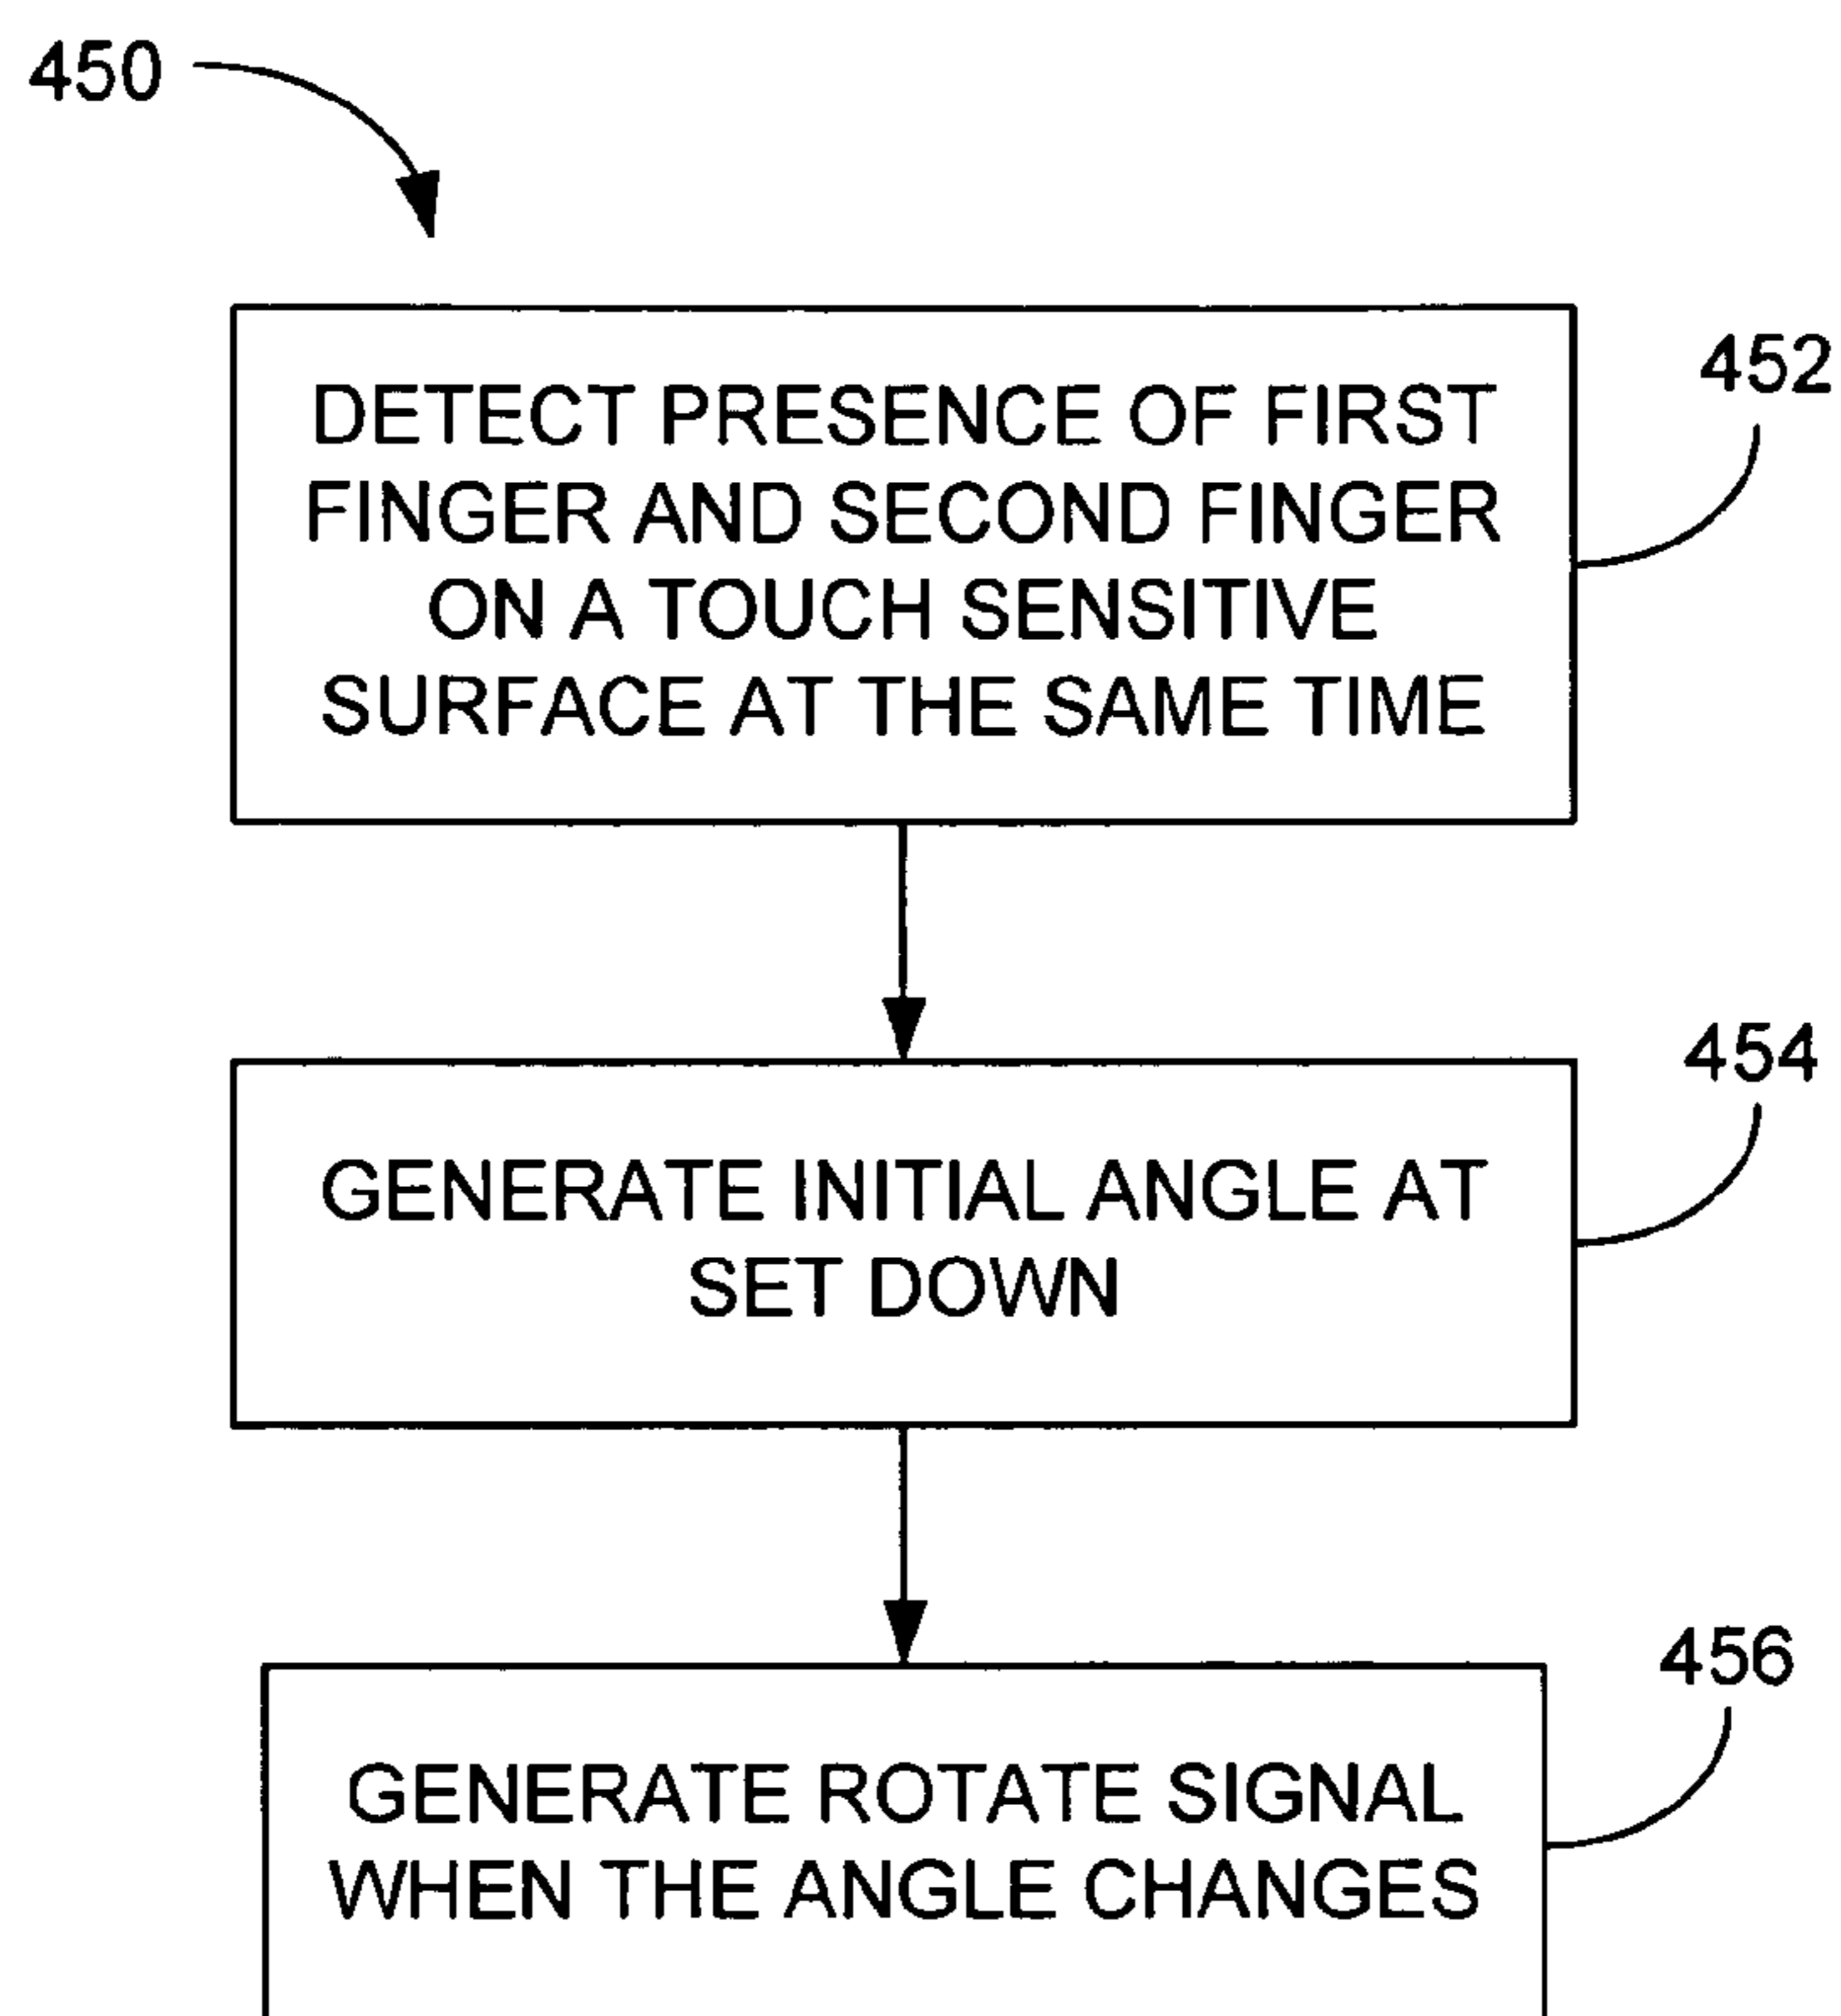 450
452
DETECT PRESENCE OF FIRST
FINGER AND SECOND FINGER
ON A TOUCH SENSITIVE
SURFACE AT THE SAME TIME
454
GENERATE INITIAL ANGLE AT
SET DOWN
456
GENERATE ROTATE SIGNAL
WHEN THE ANGLE CHANGES